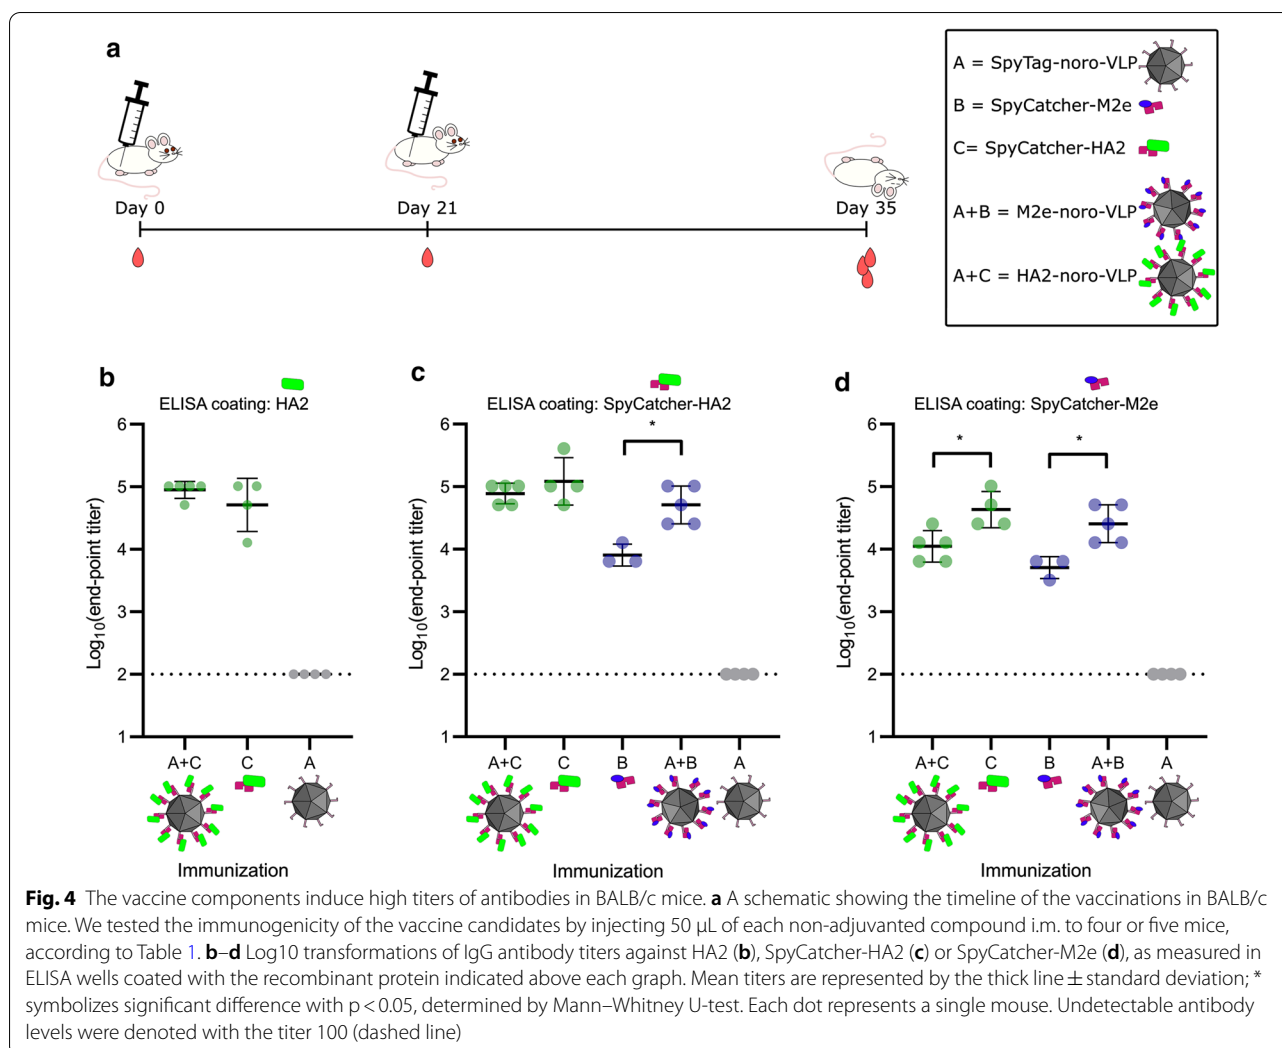 a
Day 0
Day 21
Day 35
A = SpyTag-noro-VLP
B = SpyCatcher-M2e
C= SpyCatcher-HA2
A+B = M2e-noro-VLP
A+C = HA2-noro-VLP
b
ELISA coating: HA2
Log10(end-point titer)
6
5
4
3
2
1
A+C
C
A
Immunization
c
ELISA coating: SpyCatcher-HA2
Log10(end-point titer)
6
5
4
3
2
1
*
A+C
C
B
A+B
A
Immunization
d
ELISA coating: SpyCatcher-M2e
Log10(end-point titer)
6
5
4
3
2
1
*
*
A+C
C
B
A+B
A
Immunization
Fig. 4 The vaccine components induce high titers of antibodies in BALB/c mice. a A schematic showing the timeline of the vaccinations in BALB/c
mice. We tested the immunogenicity of the vaccine candidates by injecting 50 µL of each non-adjuvanted compound i.m. to four or five mice,
according to Table 1. b–d Log10 transformations of IgG antibody titers against HA2 (b), SpyCatcher-HA2 (c) or SpyCatcher-M2e (d), as measured in
ELISA wells coated with the recombinant protein indicated above each graph. Mean titers are represented by the thick line ± standard deviation; *
symbolizes significant difference with p < 0.05, determined by Mann–Whitney U-test. Each dot represents a single mouse. Undetectable antibody
levels were denoted with the titer 100 (dashed line)